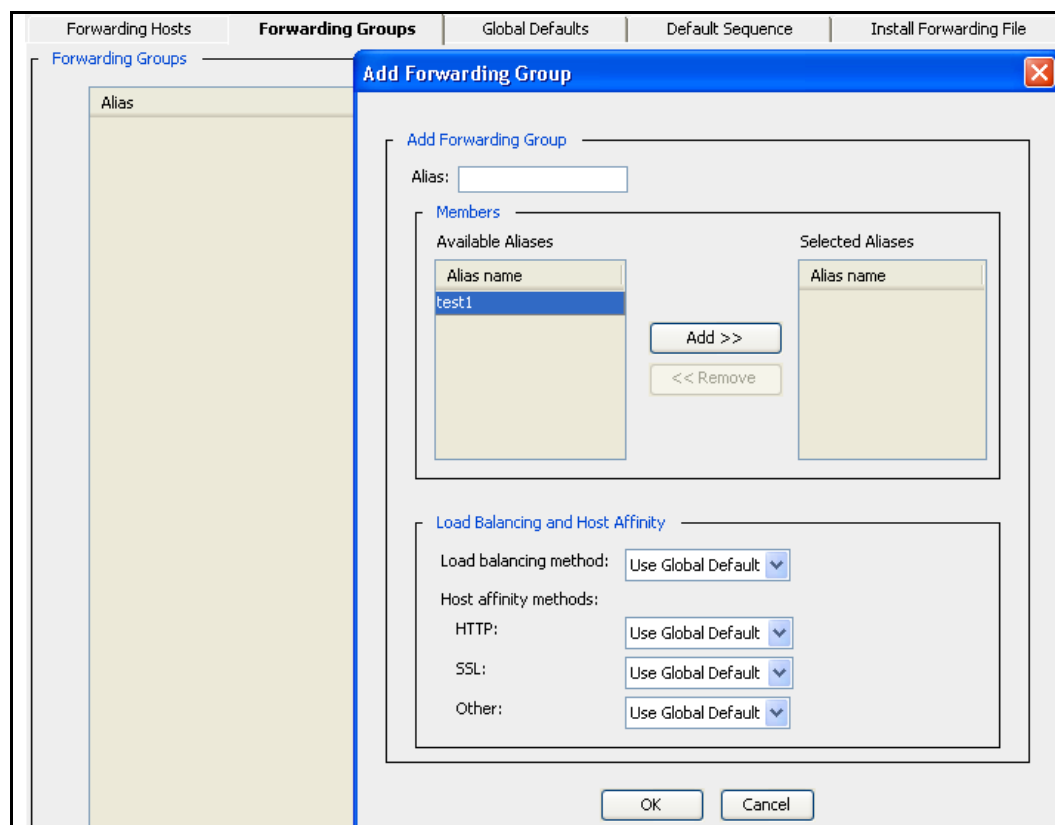 Forwarding Hosts Forwarding Groups Global Defaults Default Sequence Install Forwarding File
Forwarding Groups
Alias
Add Forwarding Group
Add Forwarding Group
Alias:
Members
Available Aliases Selected Aliases
Alias name Alias name
test1
Add >>
<< Remove
Load Balancing and Host Affinity
Load balancing method: Use Global Default
Host affinity methods:
HTTP: Use Global Default
SSL: Use Global Default
Other: Use Global Default
OK Cancel